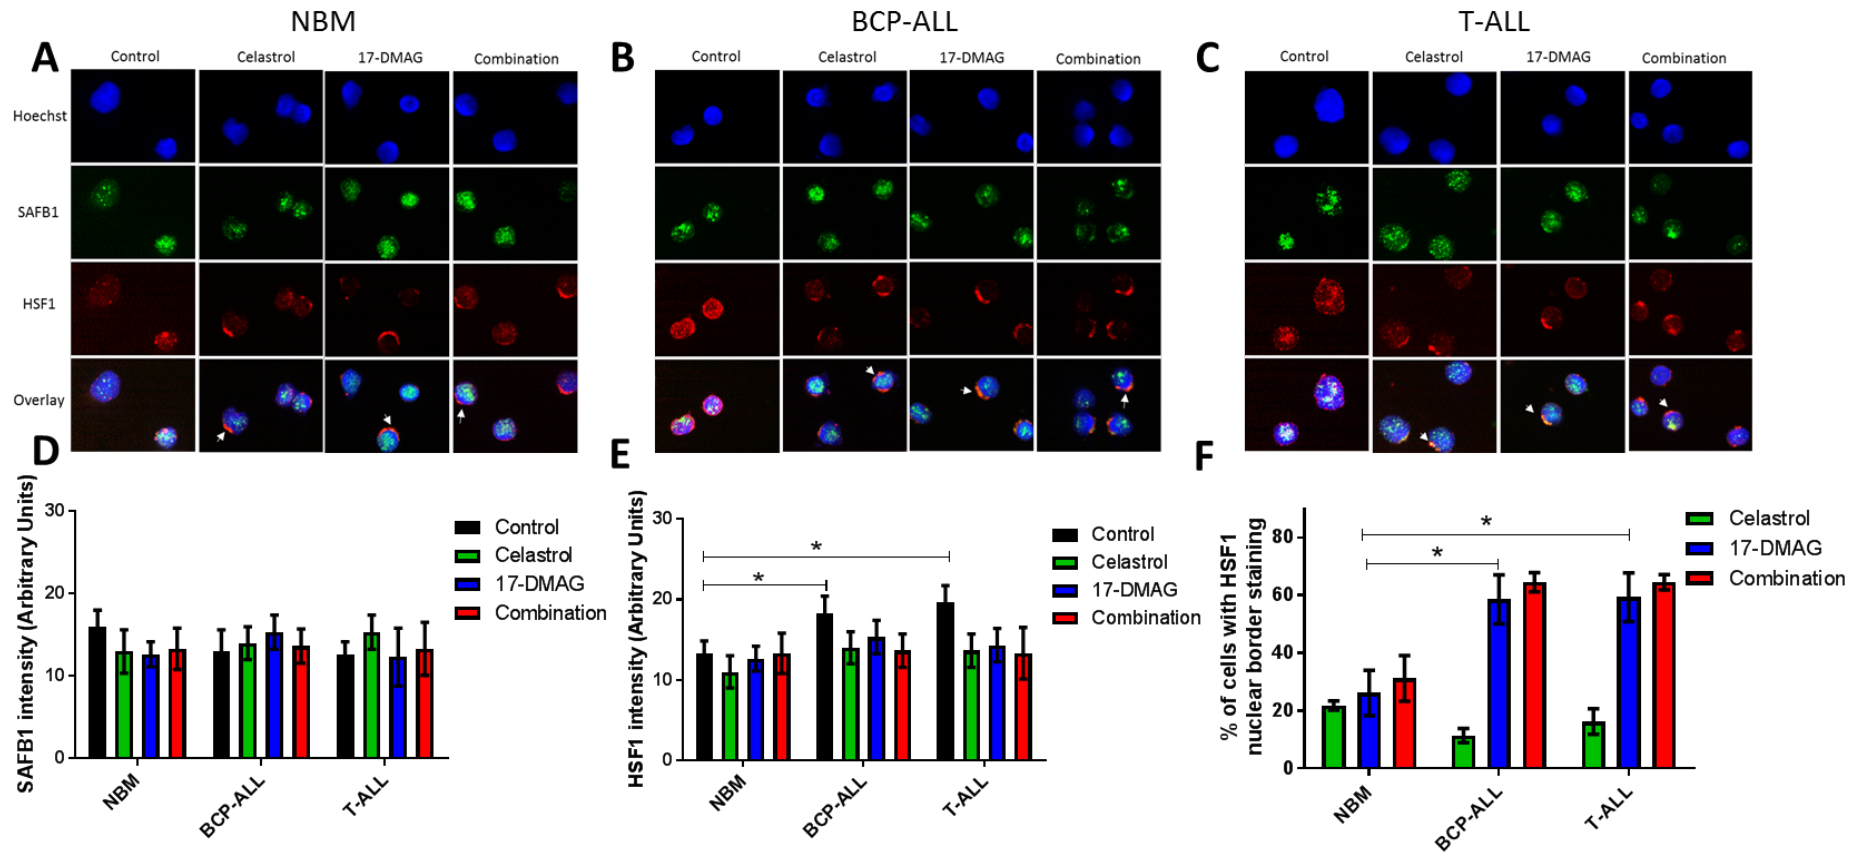 NBM
BCP-ALL
T-ALL
A
Control
Celastrol
17-DMAG
Combination
B
Control
Celastrol
17-DMAG
Combination
C
Control
Celastrol
17-DMAG
Combination
Hoechst
SAFB1
HSF1
Overlay
D
SAFB1 intensity (Arbitrary Units)
30
20
10
0
NBM
BCP-ALL
T-ALL
Control
Celastrol
17-DMAG
Combination
E
HSF1 intensity (Arbitrary Units)
30
20
10
0
*
*
NBM
BCP-ALL
T-ALL
Control
Celastrol
17-DMAG
Combination
F
% of cells with HSF1
nuclear border staining
80
60
40
20
0
*
*
NBM
BCP-ALL
T-ALL
Celastrol
17-DMAG
Combination